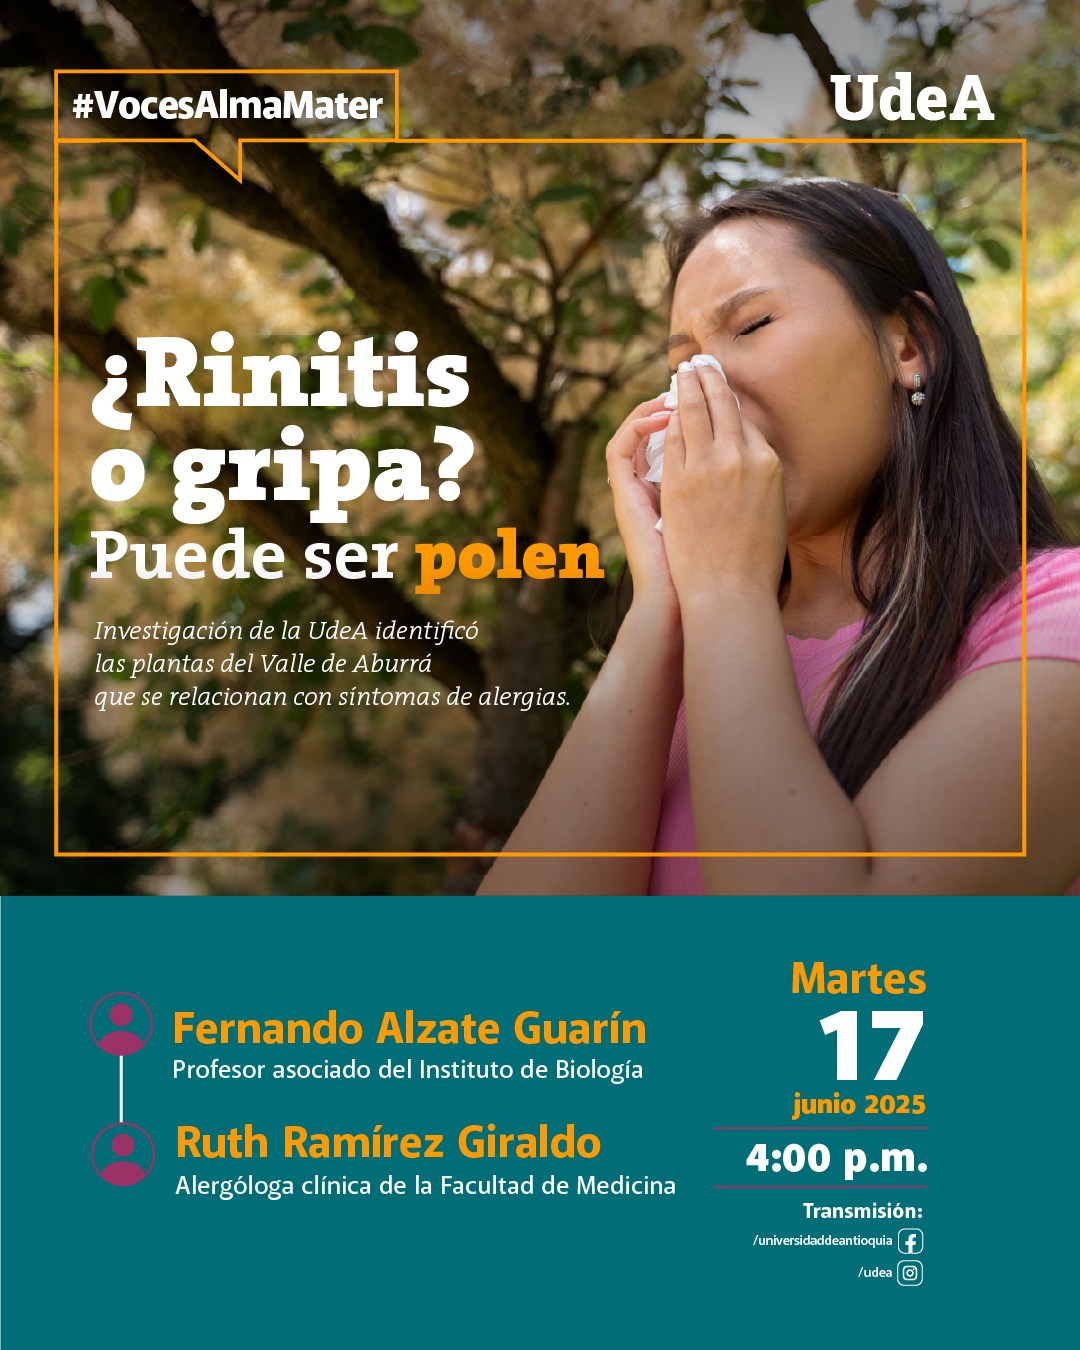 #VocesAlmaMater
UdeA
¿Rinitis
o gripa?
Puede ser polen
Investigación de la UdeA identificó
las plantas del Valle de Aburrá
que se relacionan con síntomas de alergias.
Fernando Alzate Guarín
Profesor asociado del Instituto de Biología
Ruth Ramírez Giraldo
Alergóloga clínica de la Facultad de Medicina
Martes
17
junio 2025
4:00 p.m.
Transmisión:
/universidaddeantioquia
/udea